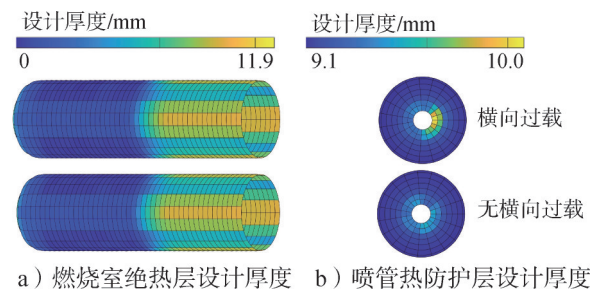 设计厚度/mm
0 11.9
设计厚度/mm
9.1 10.0
横向过载
无横向过载
a）燃烧室绝热层设计厚度
b）喷管热防护层设计厚度